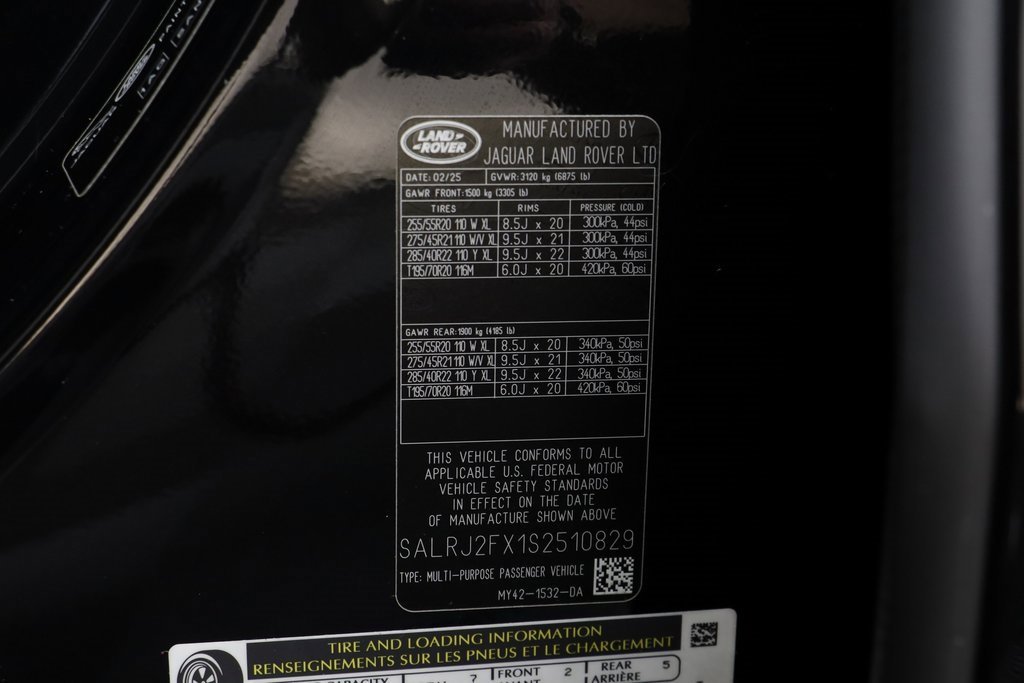 PAINT
JAGUAR
1AG
LAND
ROVER
MANUFACTURED BY
JAGUAR LAND ROVER LTD
DATE: 02/25 GVWR: 3120 kg (6875 lb)
GAWR FRONT: 1500 kg (3305 lb)
TIRES RIMS PRESSURE (COLD)
255/55R20 110 W XL 8.5J x 20 300kPa, 44psi
275/45R21 110 W/V XL 9.5J x 21 300kPa, 44psi
285/40R22 110 Y XL 9.5J x 22 300kPa, 44psi
T195/70R20 116M 6.0J x 20 420kPa, 60psi
GAWR REAR: 1900 kg (4185 lb)
255/55R20 110 W XL 8.5J x 20 340kPa, 50psi
275/45R21 110 W/V XL 9.5J x 21 340kPa, 50psi
285/40R22 110 Y XL 9.5J x 22 340kPa, 50psi
T195/70R20 116M 6.0J x 20 420kPa, 60psi
THIS VEHICLE CONFORMS TO ALL
APPLICABLE U.S. FEDERAL MOTOR
VEHICLE SAFETY STANDARDS
IN EFFECT ON THE DATE
OF MANUFACTURE SHOWN ABOVE
SALRJ2FX1S2510829
TYPE: MULTI-PURPOSE PASSENGER VEHICLE
MY42-1532-DA
TIRE AND LOADING INFORMATION
RENSEIGNEMENTS SUR LES PNEUS ET LE CHARGEMENT
7 FRONT 2 REAR 5
ARRIÈRE